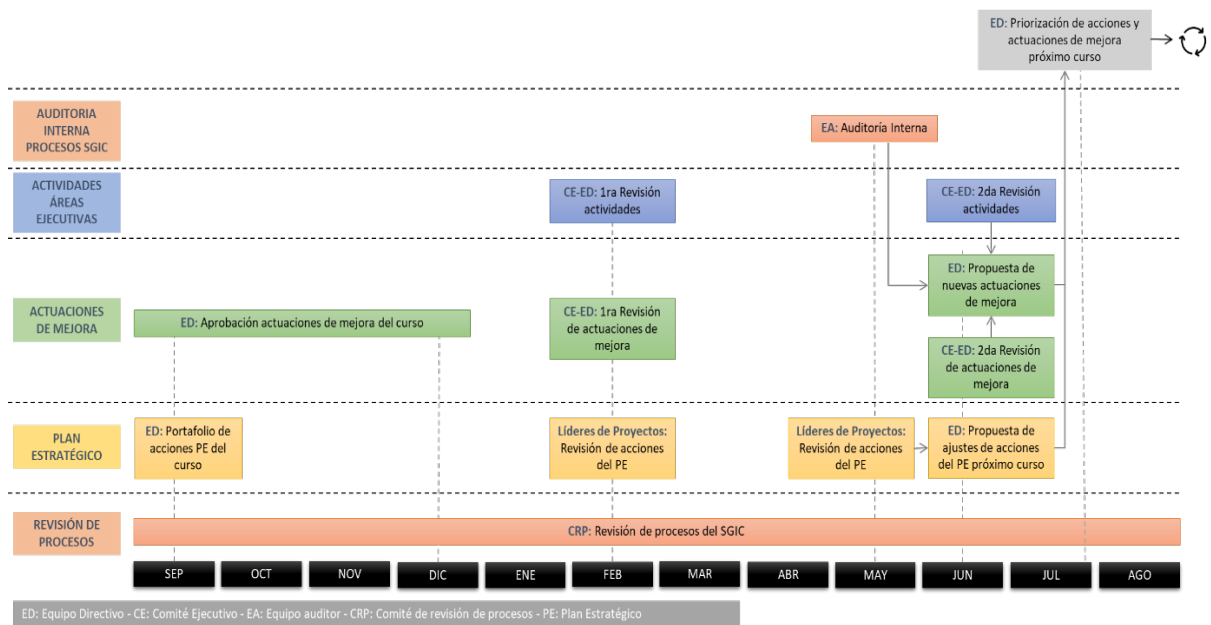 ED: Priorización de acciones y
actuaciones de mejora
próximo curso
AUDITORIA
INTERNA
PROCESOS SGIC
EA: Auditoría Interna
ACTIVIDADES
ÁREAS
EJECUTIVAS
CE-ED: 1ra Revisión
actividades
CE-ED: 2da Revisión
actividades
ACTUACIONES
DE MEJORA
ED: Aprobación actuaciones de mejora del curso
CE-ED: 1ra Revisión
de actuaciones de
mejora
ED: Propuesta de
nuevas actuaciones
de mejora
CE-ED: 2da Revisión
de actuaciones de
mejora
PLAN
ESTRATÉGICO
ED: Portafolio de
acciones PE del
curso
Líderes de Proyectos:
Revisión de acciones
del PE
Líderes de Proyectos:
Revisión de acciones
del PE
ED: Propuesta de
ajustes de acciones
del PE próximo curso
REVISIÓN DE
PROCESOS
CRP: Revisión de procesos del SGIC
SEP OCT NOV DIC ENE FEB MAR ABR MAY JUN JUL AGO
ED: Equipo Directivo - CE: Comité Ejecutivo - EA: Equipo auditor - CRP: Comité de revisión de procesos - PE: Plan Estratégico